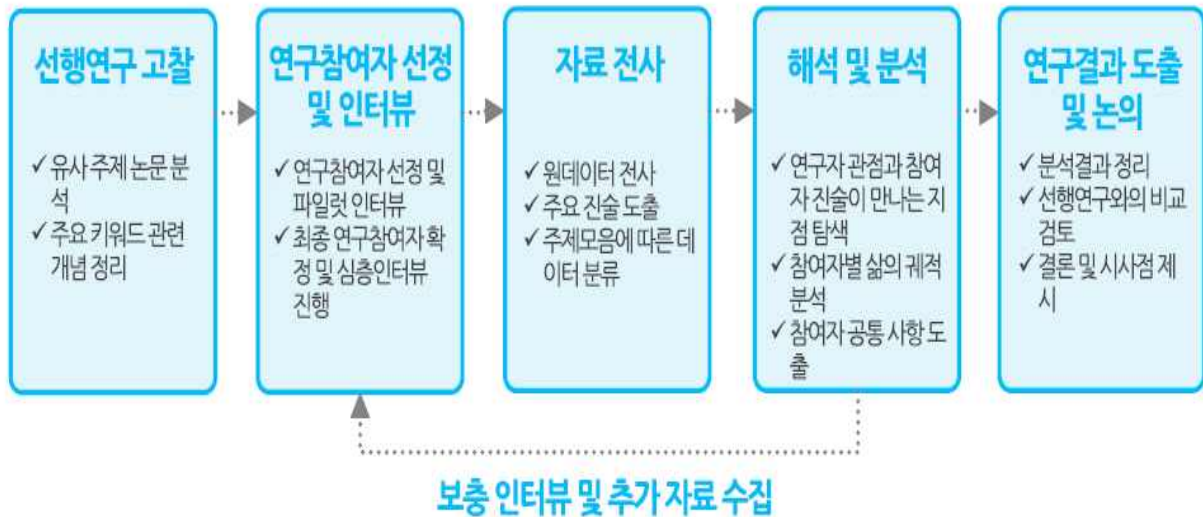 선행연구 고찰
✓ 유사 주제 논문 분
석
✓ 주요 키워드 관련
개념 정리
연구참여자 선정
및 인터뷰
✓ 연구참여자 선정 및
파일럿 인터뷰
✓ 최종 연구참여자 확
정 및 심층인터뷰
진행
자료 전사
✓ 원데이터 전사
✓ 주요 진술 도출
✓ 주제모음에 따른 데
이터 분류
해석 및 분석
✓ 연구자 관점과 참여
자 진술이 만나는 지
점 탐색
✓ 참여자별 삶의 궤적
분석
✓ 참여자 공통 사항 도
출
연구결과 도출
및 논의
✓ 분석결과 정리
✓ 선행연구와의 비교
검토
✓ 결론 및 시사점 제
시
보충 인터뷰 및 추가 자료 수집